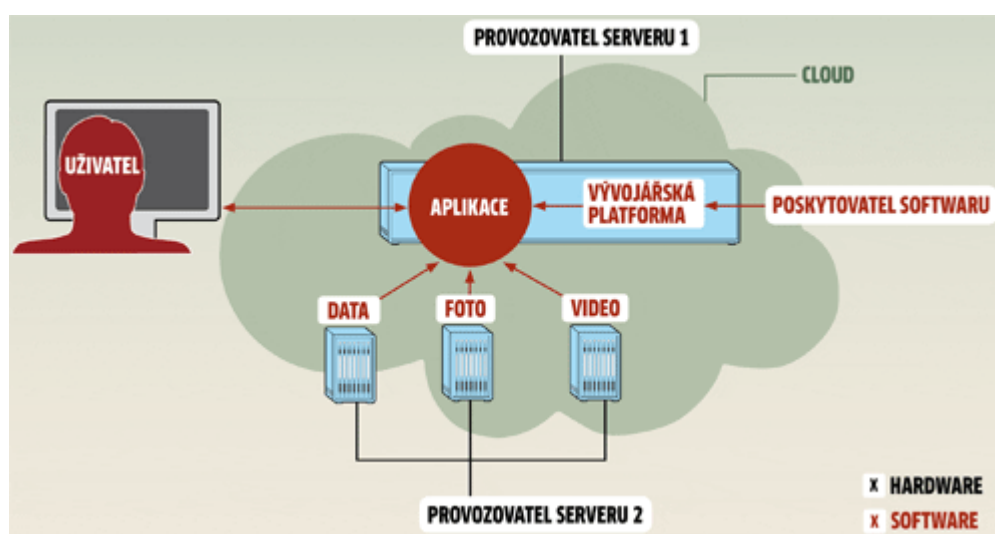 PROVOZOVATEL SERVERU 1
CLOUD
UŽIVATEL
APLIKACE
VÝVOJÁŘSKÁ
PLATFORMA
POSKYTOVATEL SOFTWARU
DATA
FOTO
VIDEO
PROVOZOVATEL SERVERU 2
X HARDWARE
X SOFTWARE